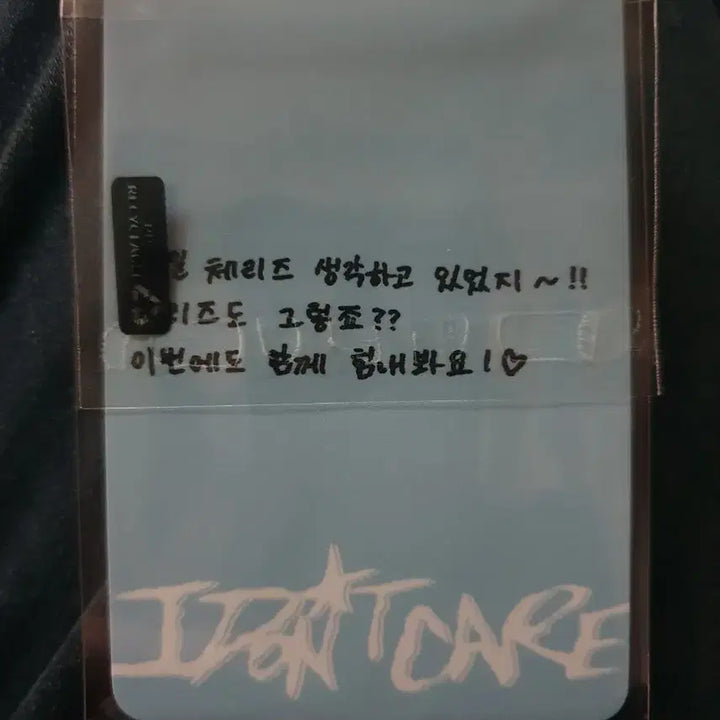 체리즈 생각하고 있었지~!!
그렇죠??
이번에도 함께 힘내봐요!♡
RECYCLABLE
I DON'T CARE